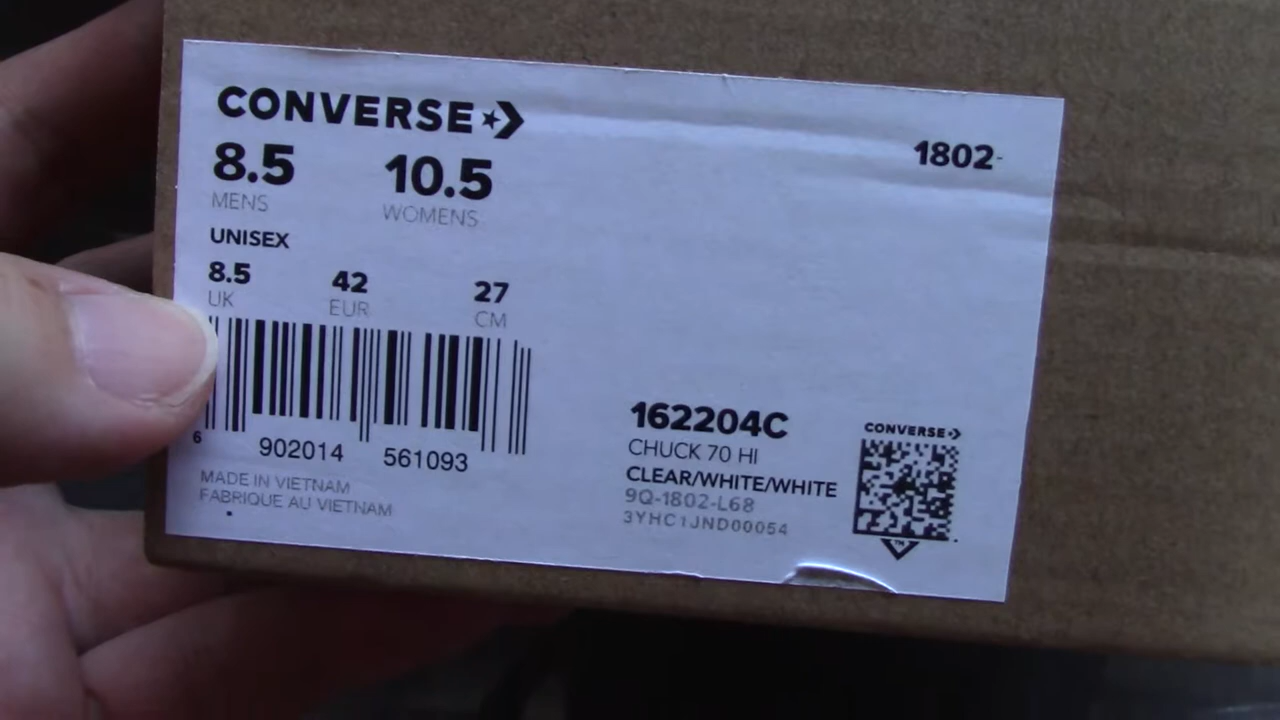 CONVERSE
1802-
8.5 10.5
MENS WOMENS
UNISEX
8.5 42 27
UK EUR CM
6 902014 561093
MADE IN VIETNAM
FABRIQUE AU VIETNAM
162204C
CHUCK 70 HI
CLEAR/WHITE/WHITE
9Q-1802-L68
3YHC1JND00054
CONVERSE
TM